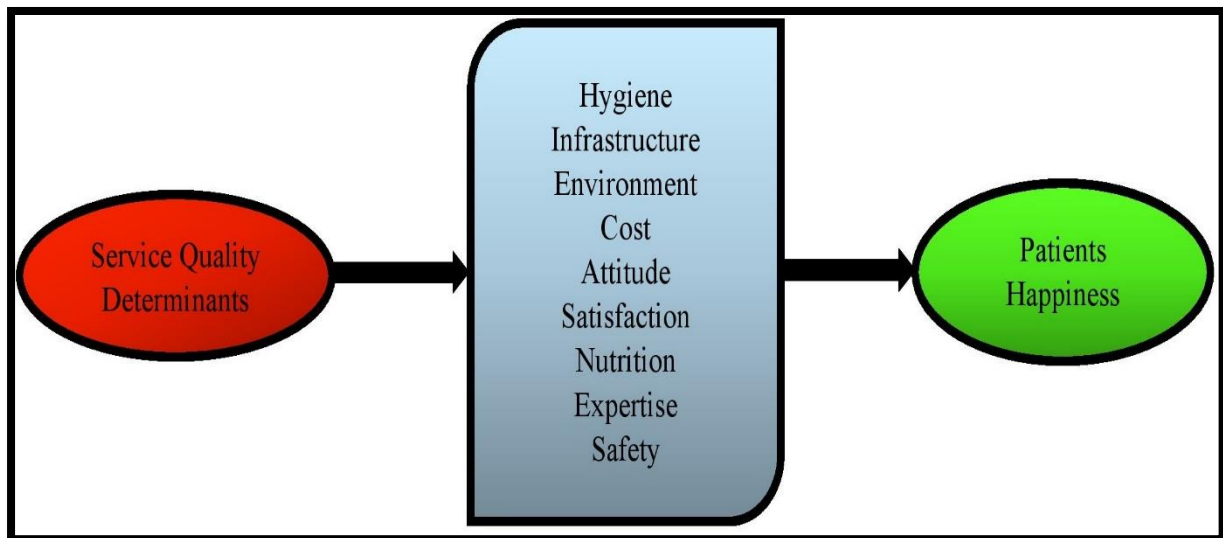 Service Quality
Determinants
Hygiene
Infrastructure
Environment
Cost
Attitude
Satisfaction
Nutrition
Expertise
Safety
Patients
Happiness